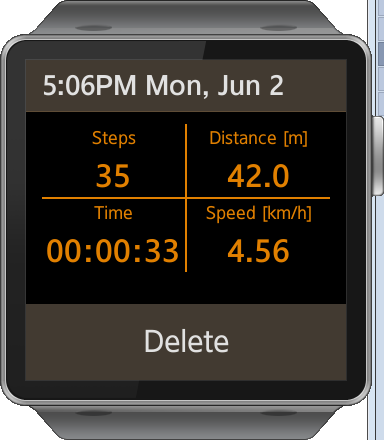 5:06PM Mon, Jun 2
Steps
35
Distance [m]
42.0
Time
00:00:33
Speed [km/h]
4.56
Delete